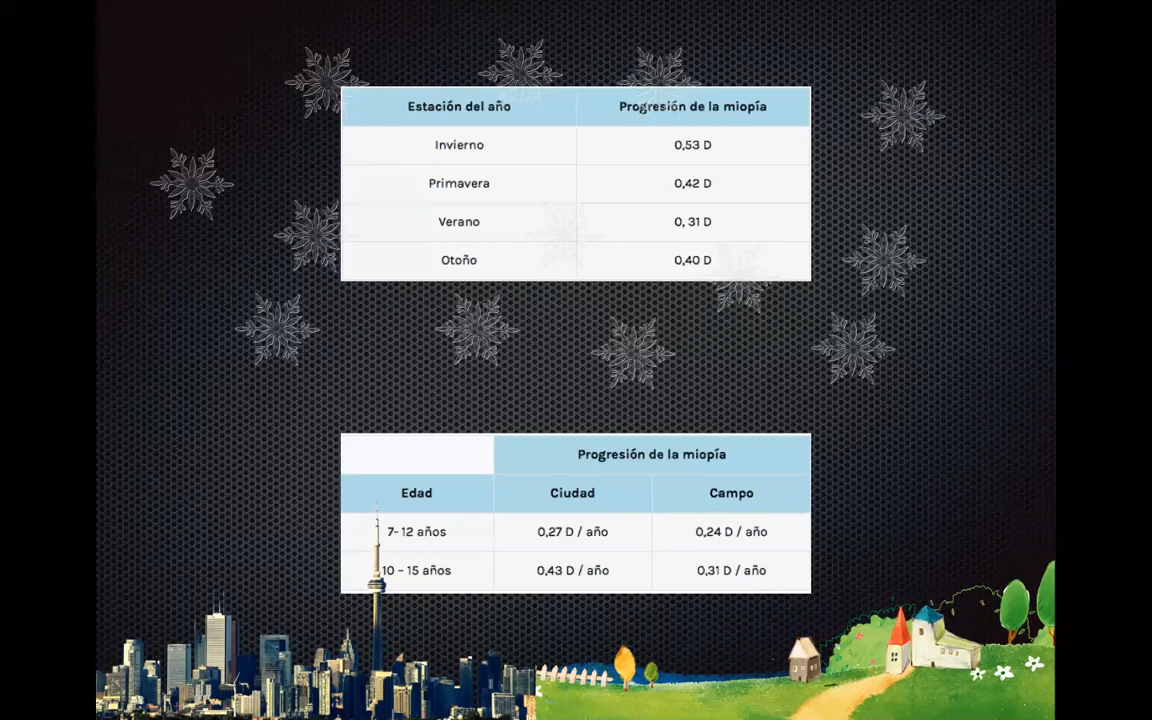 Estación del año Progresión de la miopía
Invierno 0,53 D
Primavera 0,42 D
Verano 0, 31 D
Otoño 0,40 D
Progresión de la miopía
Edad Ciudad Campo
7- 12 años 0,27 D / año 0,24 D / año
10 – 15 años 0,43 D / año 0,31 D / año